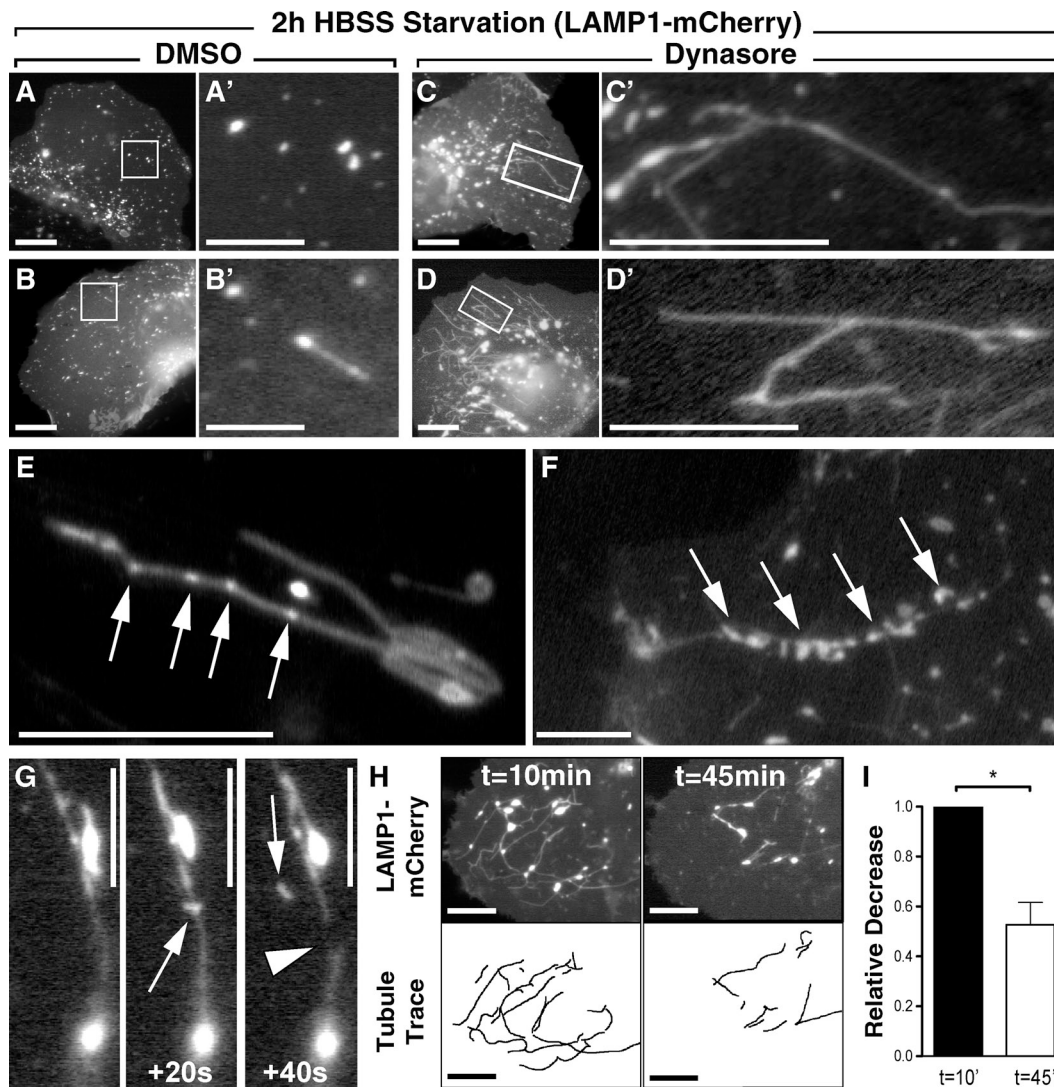 2h HBSS Starvation (LAMP1-mCherry)
DMSO
Dynasore
A
A'
C
C'
B
B'
D
D'
E
F
G
+20s
+40s
H
t=10min
t=45min
LAMP1-
mCherry
Tubule
Trace
I
*
Relative Decrease
1.0
0.8
0.6
0.4
0.2
0.0
t=10'
t=45'